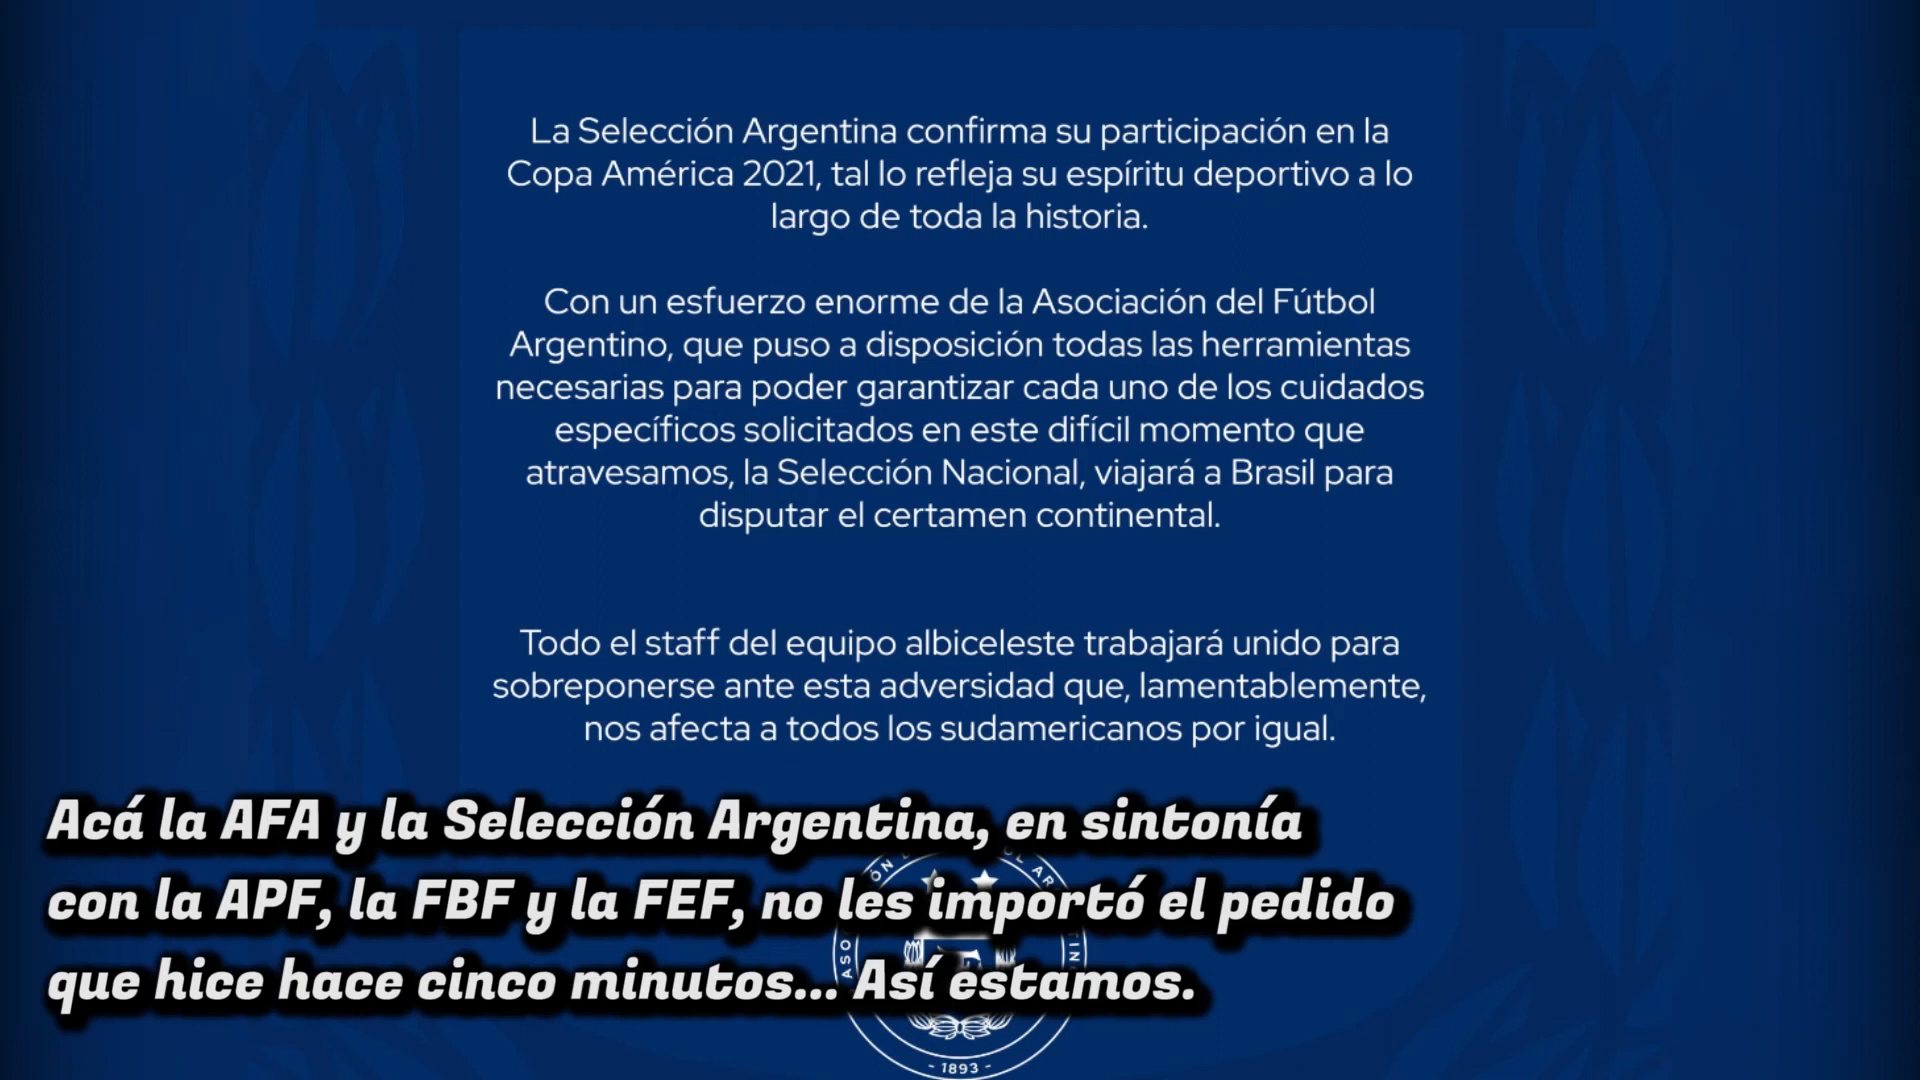 La Selección Argentina confirma su participación en la
Copa América 2021, tal lo refleja su espíritu deportivo a lo
largo de toda la historia.
Con un esfuerzo enorme de la Asociación del Fútbol
Argentino, que puso a disposición todas las herramientas
necesarias para poder garantizar cada uno de los cuidados
específicos solicitados en este difícil momento que
atravesamos, la Selección Nacional, viajará a Brasil para
disputar el certamen continental.
Todo el staff del equipo albiceleste trabajará unido para
sobreponerse ante esta adversidad que, lamentablemente,
nos afecta a todos los sudamericanos por igual.
Acá la AFA y la Selección Argentina, en sintonía
con la APF, la FBF y la FEF, no les importó el pedido
que hice hace cinco minutos... Así estamos.
- 1893 -